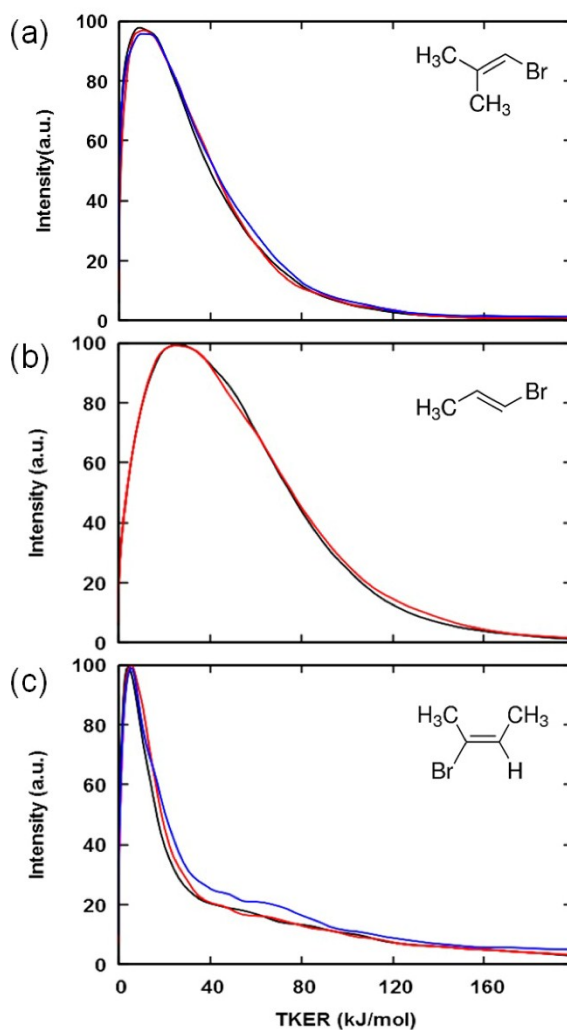 (a)
100
80
60
40
20
0
Intensity(a.u.)
H₃C
Br
CH₃
(b)
100
80
60
40
20
0
Intensity (a.u.)
H₃C
Br
(c)
100
80
60
40
20
0
Intensity (a.u.)
H₃C
CH₃
Br
H
0 40 80 120 160
TKER (kJ/mol)